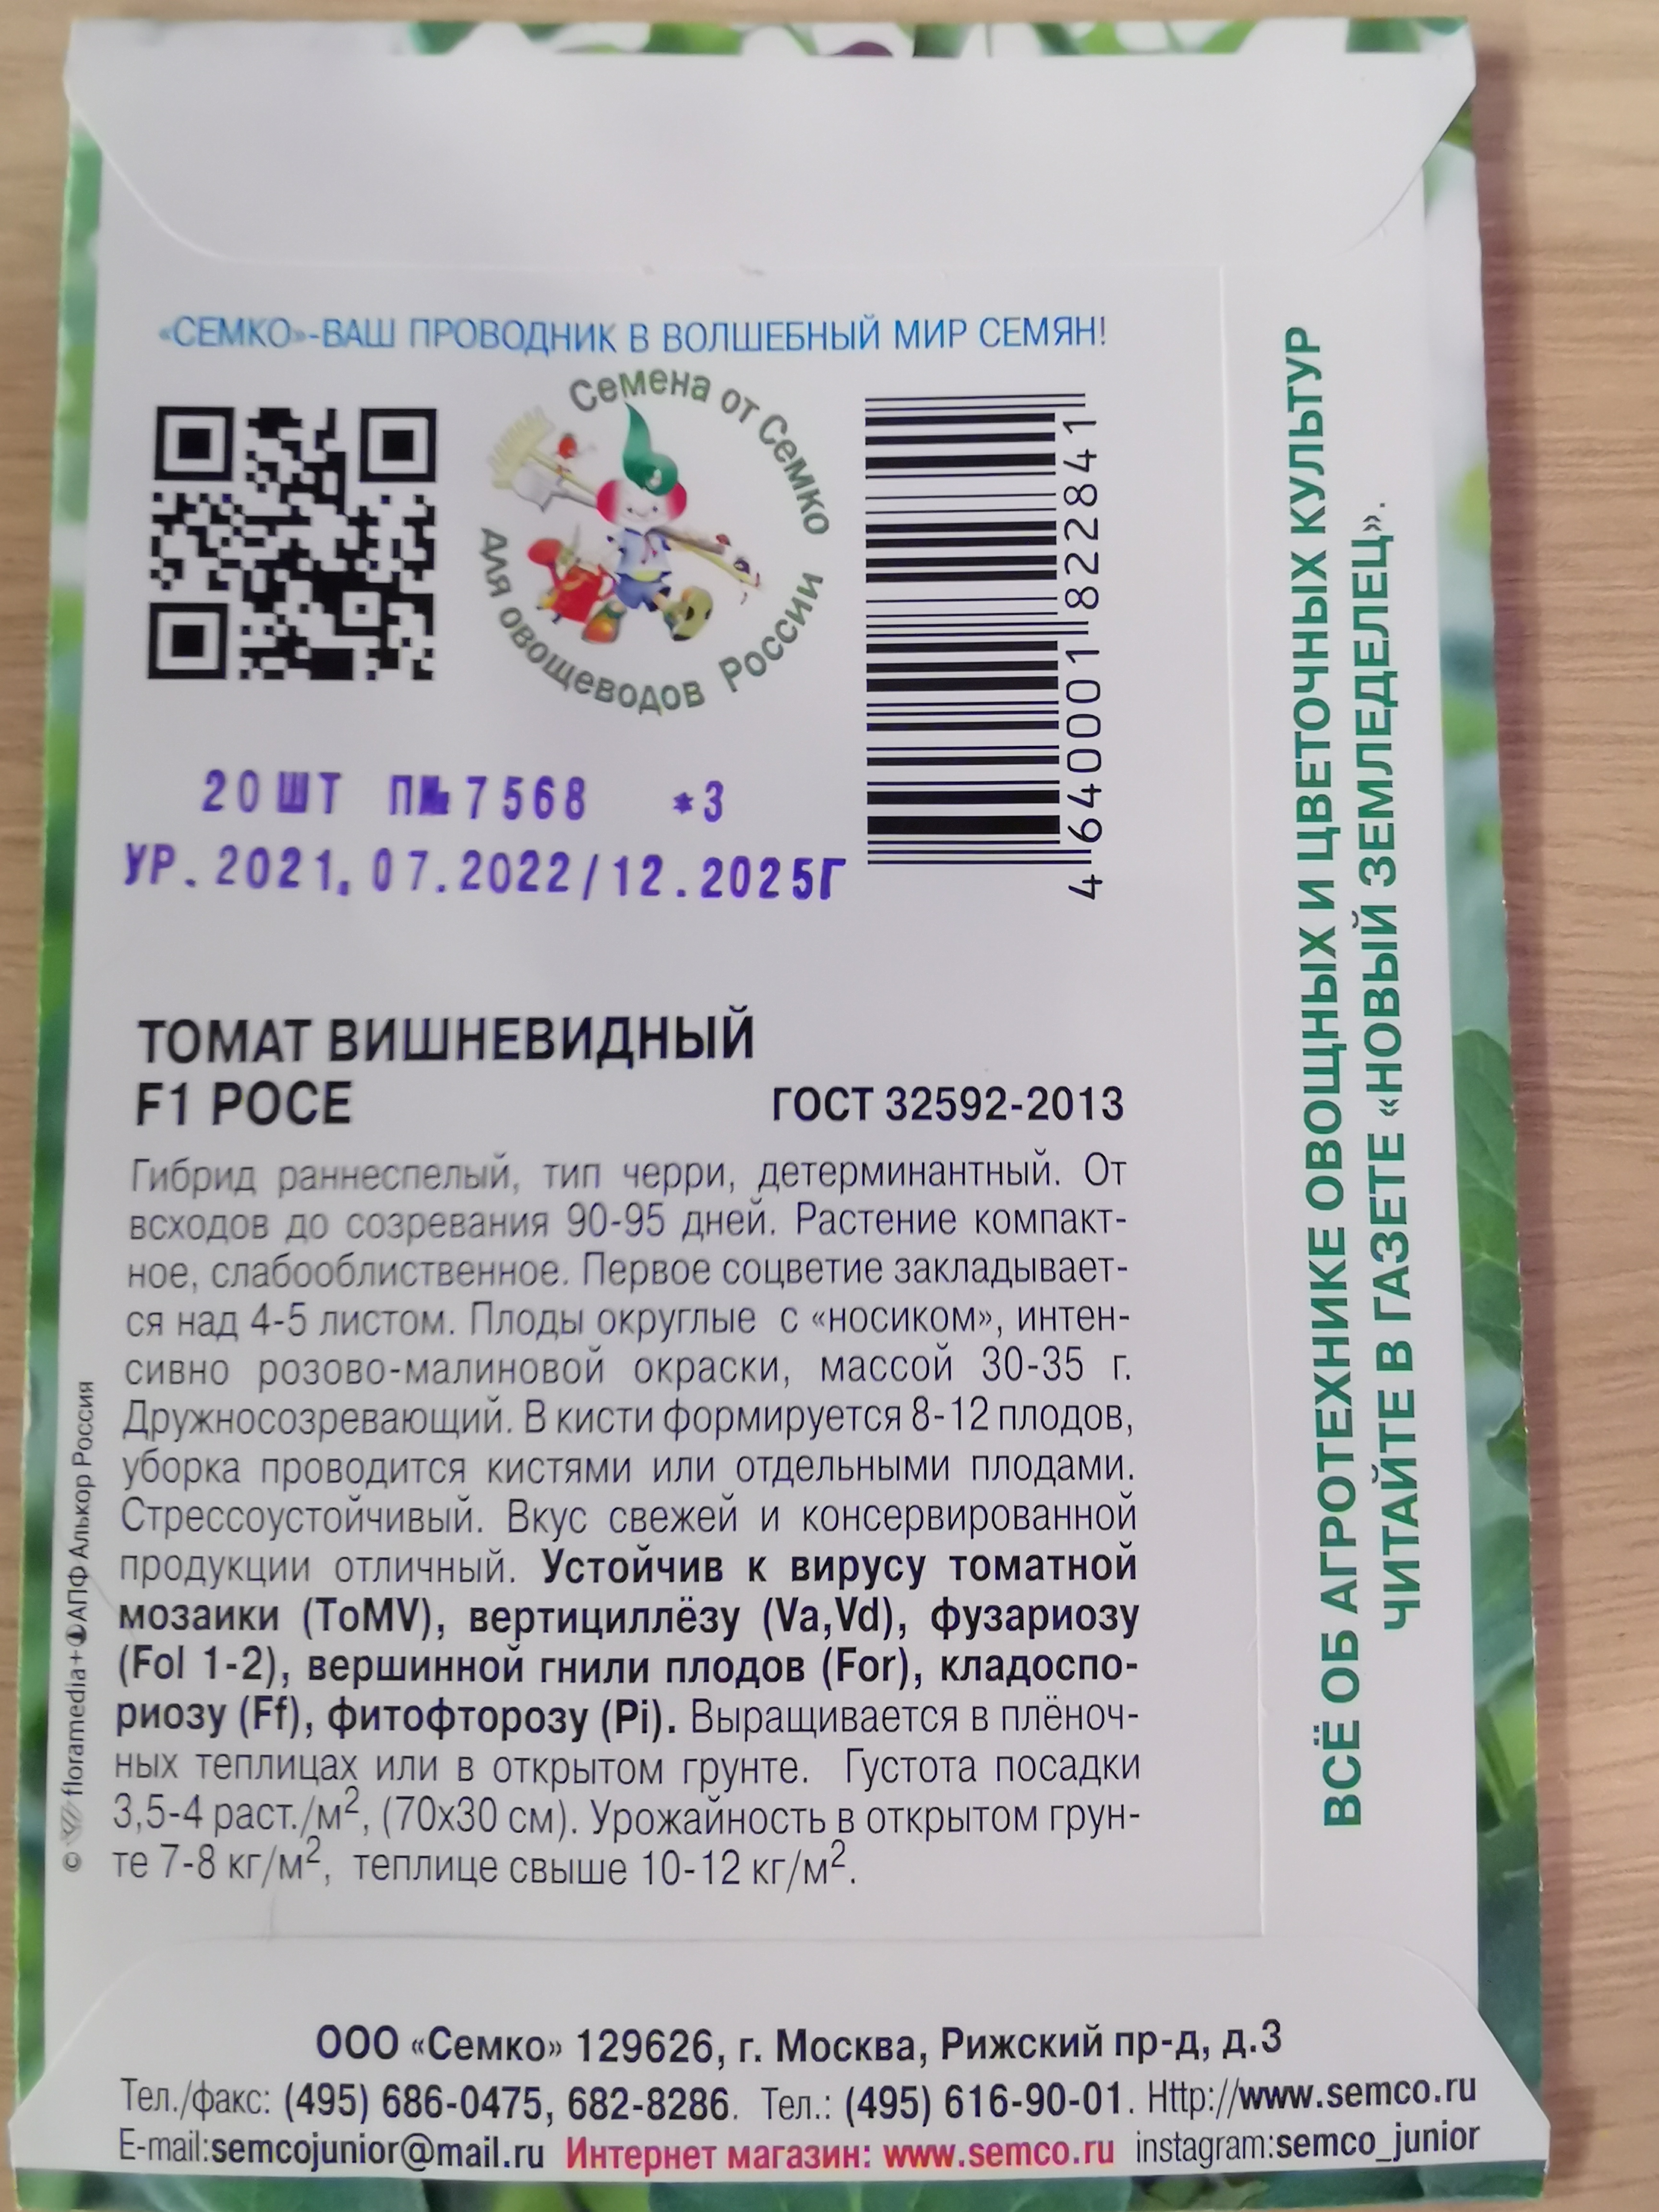 «СЕМКО»-ВАШ ПРОВОДНИК В ВОЛШЕБНЫЙ МИР СЕМЯН!
Семена от Семко
для овощеводов России
4 640001 822841
20ШТ П№7568 *3
УР.2021, 07.2022/12.2025Г
ТОМАТ ВИШНЕВИДНЫЙ
F1 РОСЕ
ГОСТ 32592-2013
Гибрид раннеспелый, тип черри, детерминантный. От
всходов до созревания 90-95 дней. Растение компакт-
ное, слабооблиственное. Первое соцветие закладывает-
ся над 4-5 листом. Плоды округлые с «носиком», интен-
сивно розово-малиновой окраски, массой 30-35 г.
Дружносозревающий. В кисти формируется 8-12 плодов,
уборка проводится кистями или отдельными плодами.
Стрессоустойчивый. Вкус свежей и консервированной
продукции отличный. Устойчив к вирусу томатной
мозаики (ToMV), вертициллёзу (Va,Vd), фузариозу
(Fol 1-2), вершинной гнили плодов (For), кладоспо-
риозу (Ff), фитофторозу (Pi). Выращивается в плёноч-
ных теплицах или в открытом грунте. Густота посадки
3,5-4 раст./м², (70х30 см). Урожайность в открытом грун-
те 7-8 кг/м², теплице свыше 10-12 кг/м².
© floramedia+АПФ Алькор Россия
ВСЁ ОБ АГРОТЕХНИКЕ ОВОЩНЫХ И ЦВЕТОЧНЫХ КУЛЬТУР
ЧИТАЙТЕ В ГАЗЕТЕ «НОВЫЙ ЗЕМЛЕДЕЛЕЦ».
ООО «Семко» 129626, г. Москва, Рижский пр-д, д.3
Тел./факс: (495) 686-0475, 682-8286. Тел.: (495) 616-90-01. Http://www.semco.ru
E-mail:semcojunior@mail.ru Интернет магазин: www.semco.ru instagram:semco_junior